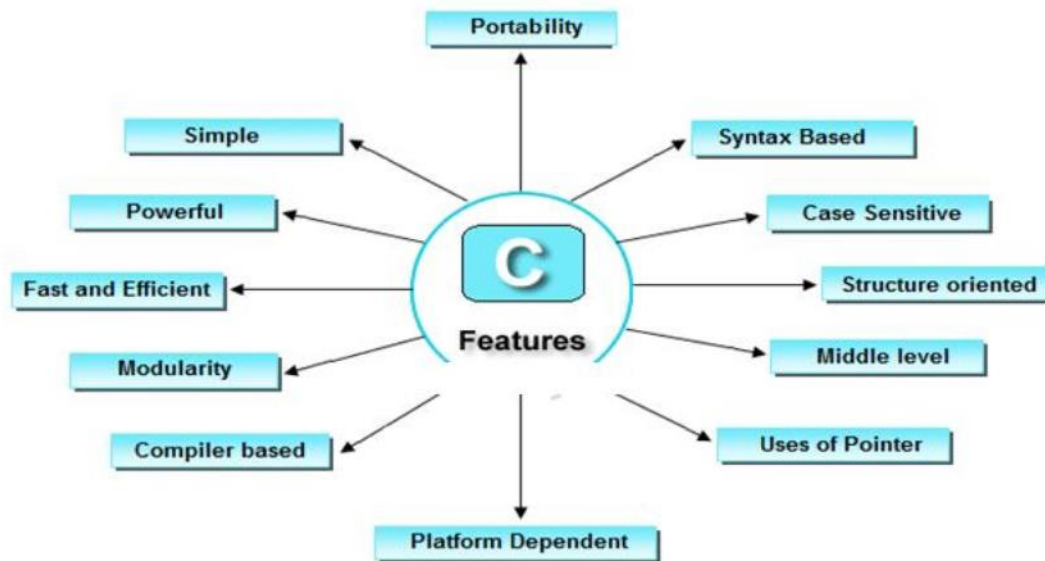 Portability
Simple
Syntax Based
Powerful
Case Sensitive
C
Fast and Efficient
Structure oriented
Features
Modularity
Middle level
Compiler based
Uses of Pointer
Platform Dependent